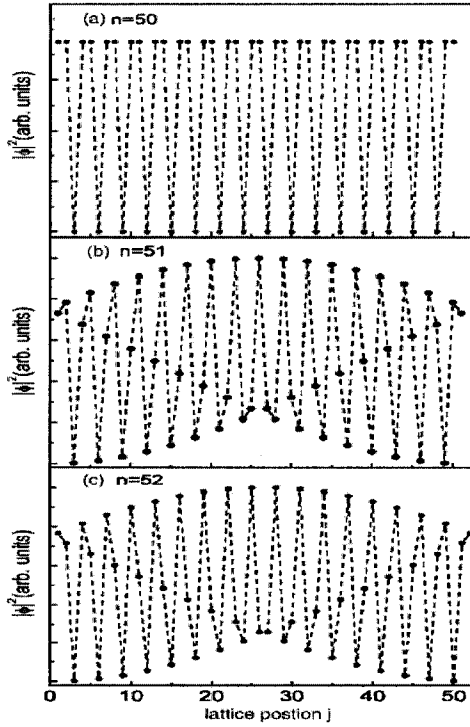 (a) n=50
|ϕ|²(arb. units)
(b) n=51
|ϕ|²(arb. units)
(c) n=52
|ϕ|²(arb. units)
0 10 20 30 40 50
lattice postion j